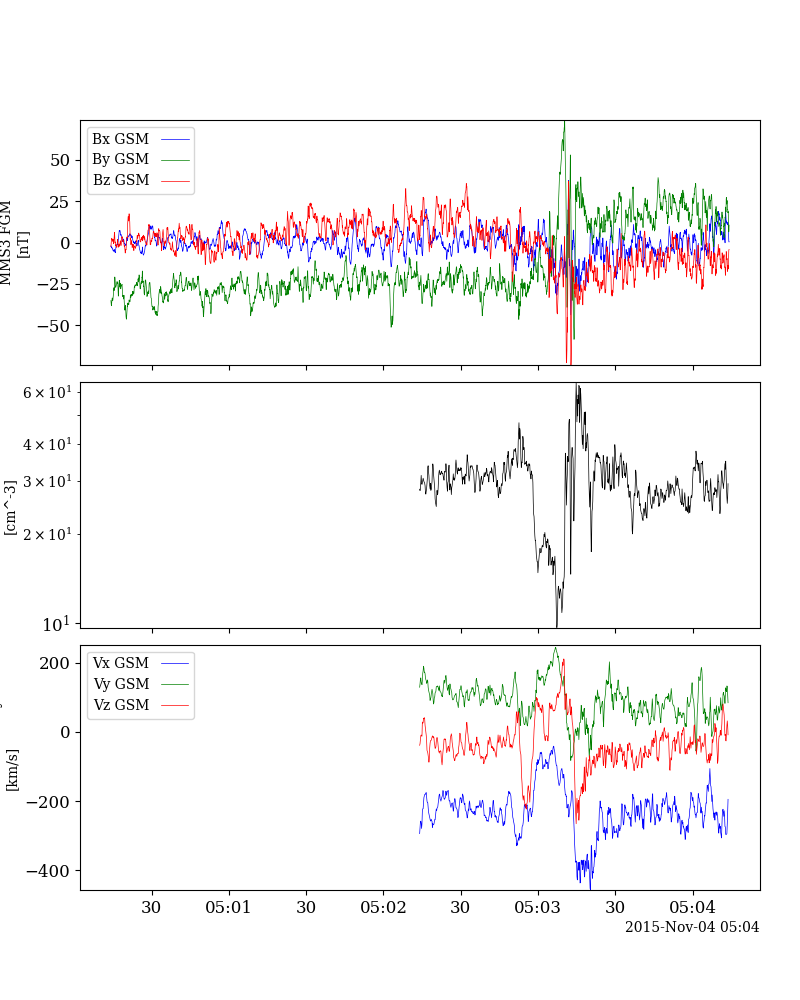 MMS3 FGM
[nT]
50
25
0
−25
−50
Bx GSM
By GSM
Bz GSM
[cm^-3]
6 × 10¹
4 × 10¹
3 × 10¹
2 × 10¹
10¹
[km/s]
200
0
−200
−400
Vx GSM
Vy GSM
Vz GSM
30 05:01 30 05:02 30 05:03 30 05:04
2015-Nov-04 05:04